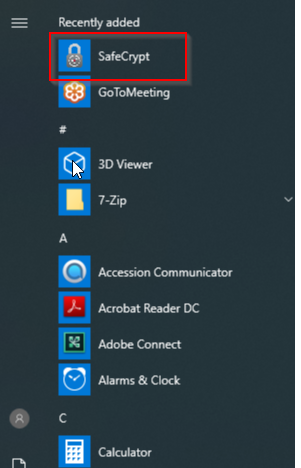 Recently added
SafeCrypt
GoToMeeting
#
3D Viewer
7-Zip
A
Accession Communicator
Acrobat Reader DC
Adobe Connect
Alarms & Clock
C
Calculator